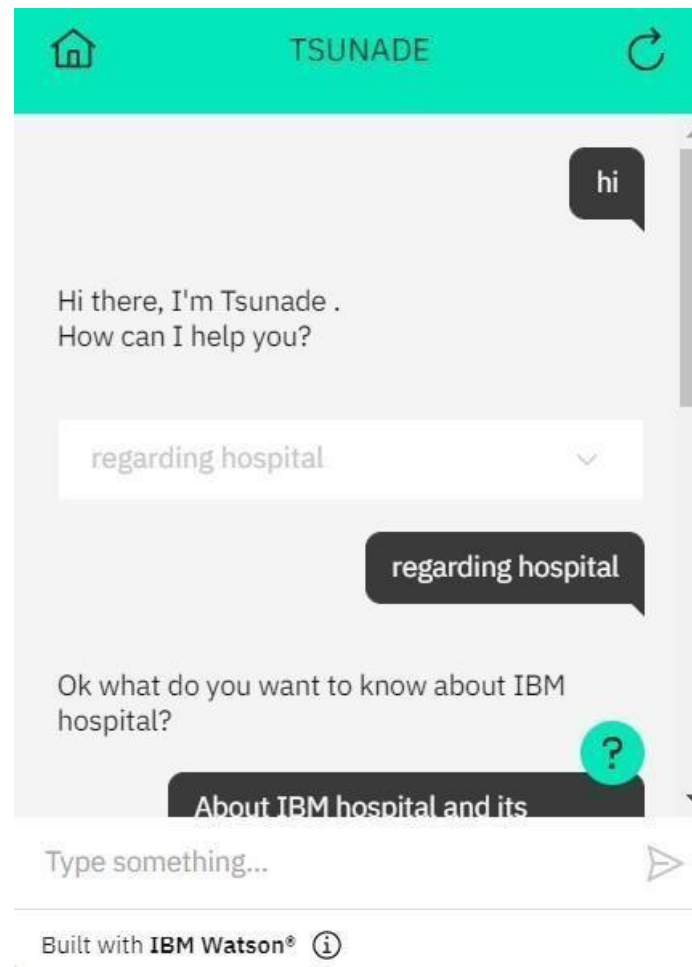 TSUNADE
hi
Hi there, I'm Tsunade .
How can I help you?
regarding hospital
regarding hospital
Ok what do you want to know about IBM
hospital?
?
About IBM hospital and its
Type something...
Built with IBM Watson®